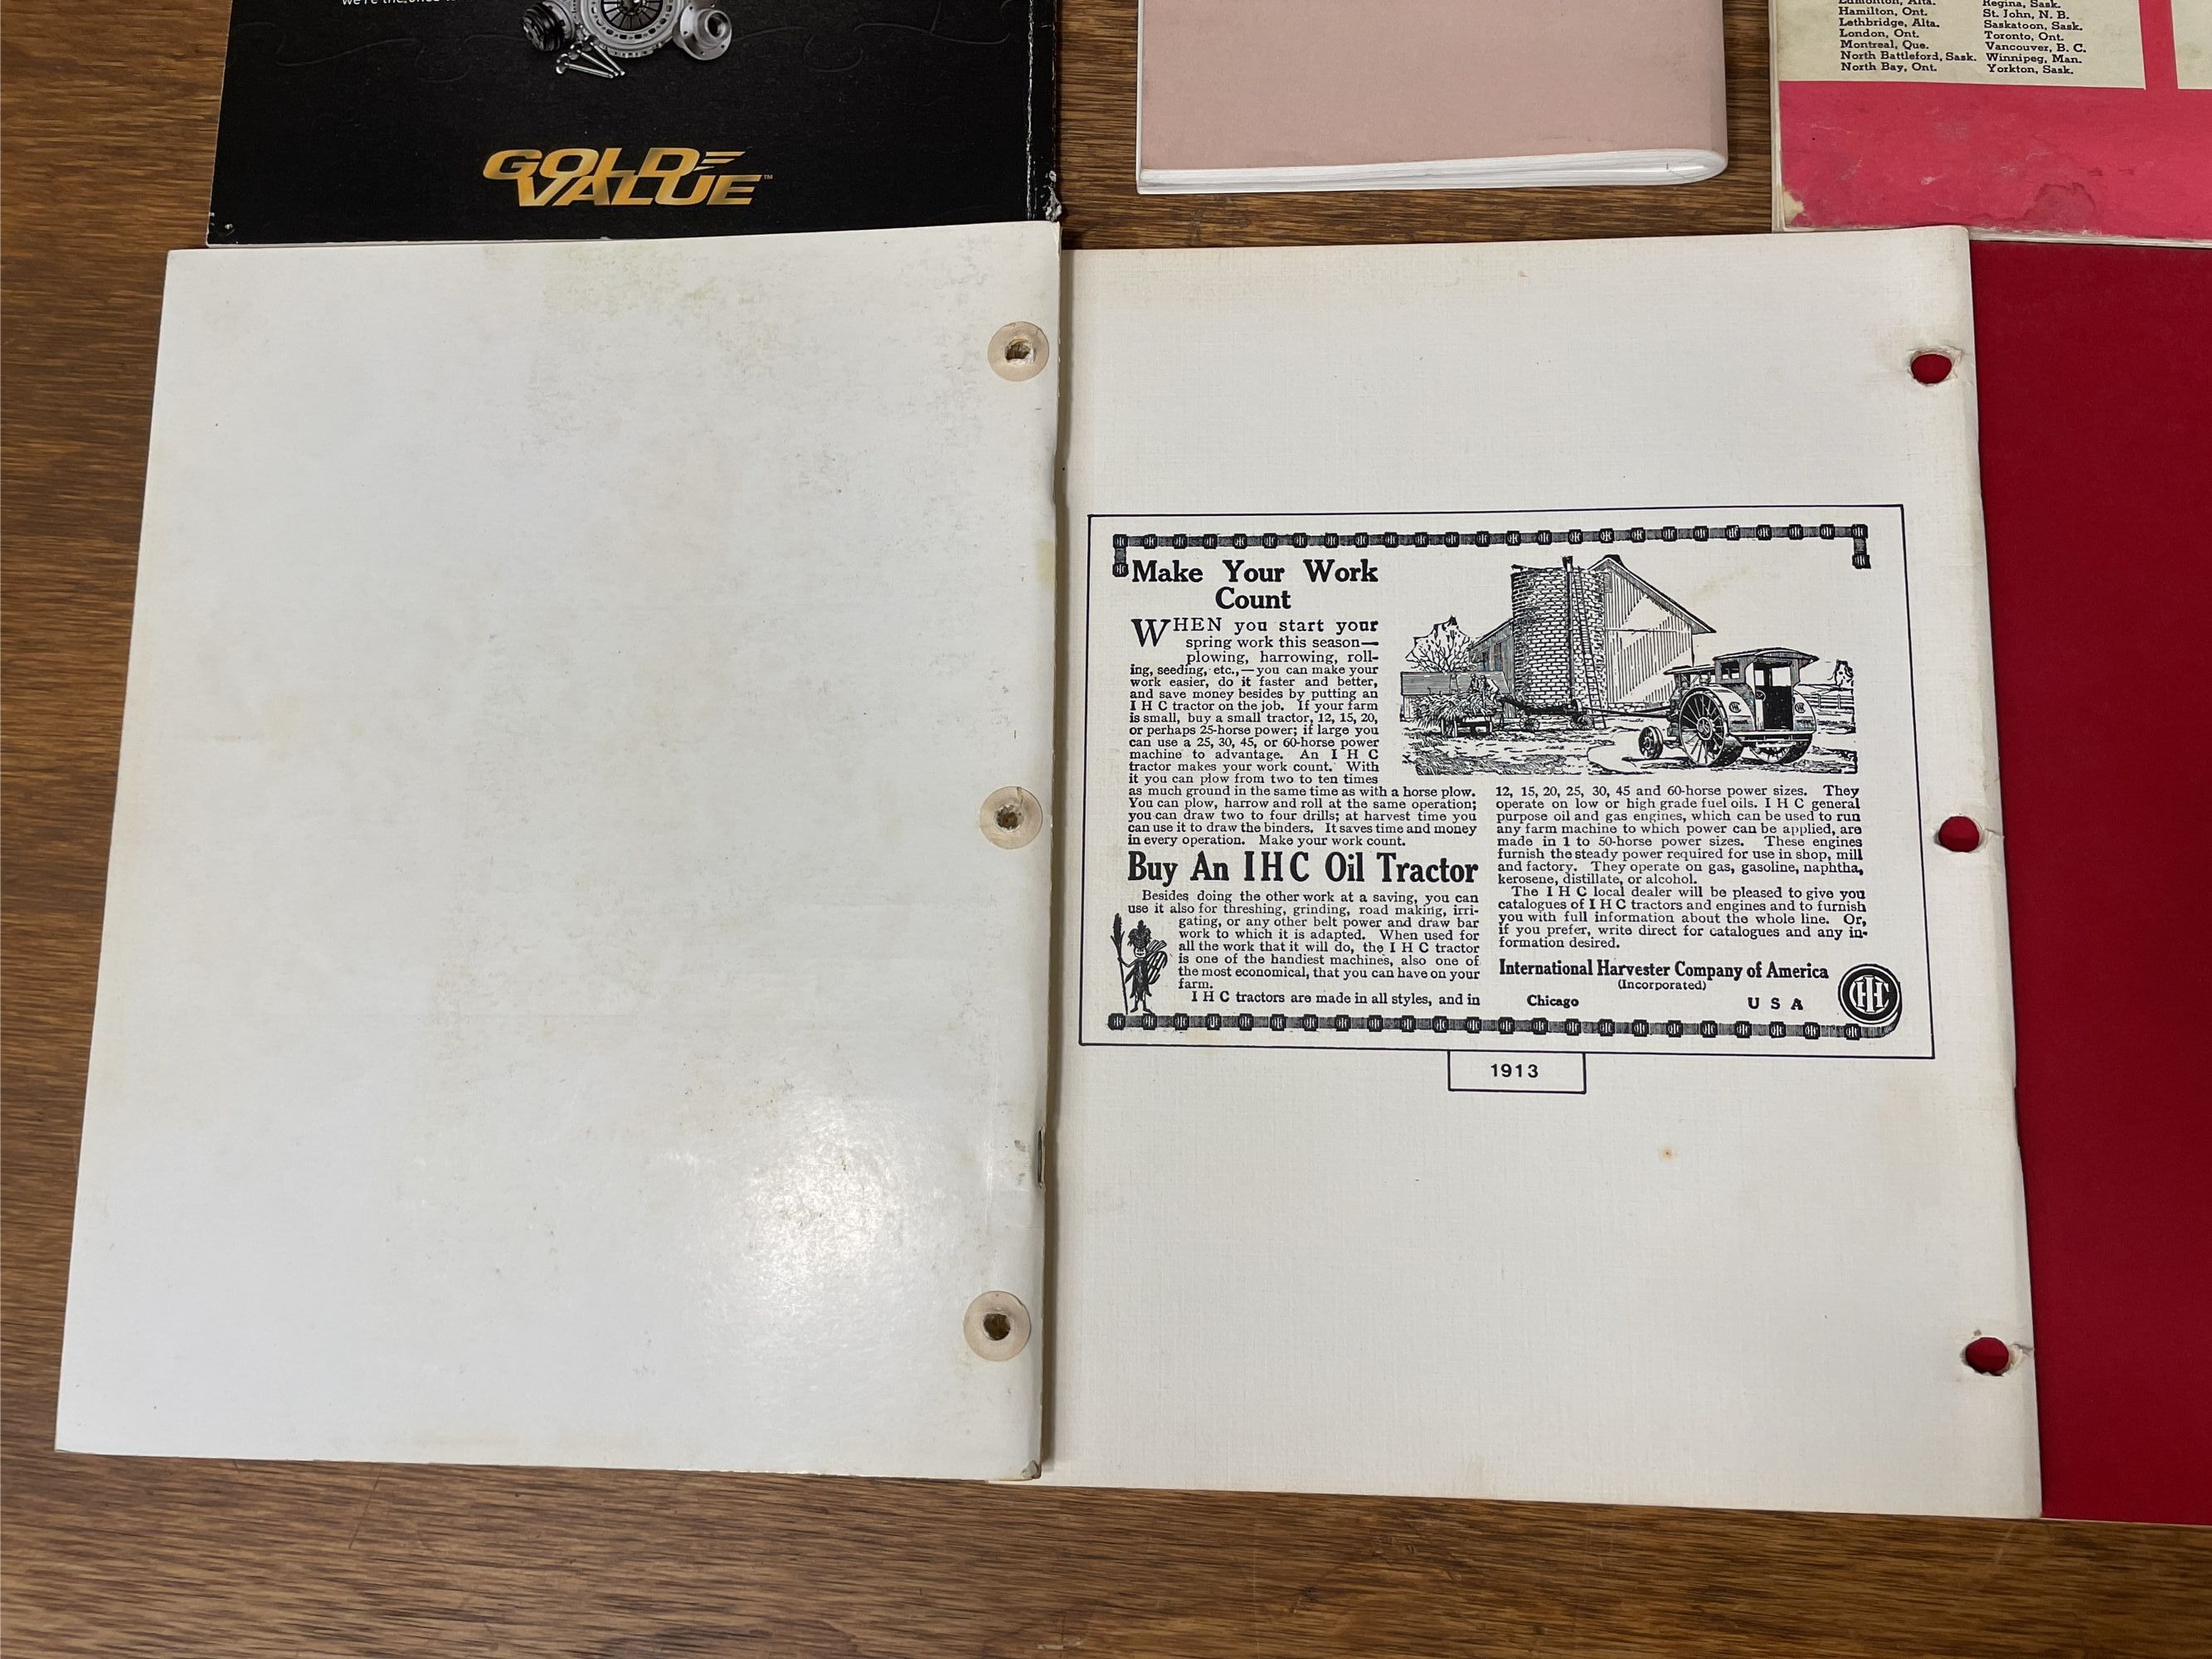 GOLD
VALUE™
Hamilton, Ont.
Lethbridge, Alta.
London, Ont.
Montreal, Que.
North Battleford, Sask.
North Bay, Ont.
Regina, Sask.
St. John, N. B.
Saskatoon, Sask.
Toronto, Ont.
Vancouver, B. C.
Winnipeg, Man.
Yorkton, Sask.
Make Your Work
Count
WHEN you start your
spring work this season—
plowing, harrowing, roll-
ing, seeding, etc.,—you can make your
work easier, do it faster and better,
and save money besides by putting an
I H C tractor on the job. If your farm
is small, buy a small tractor, 12, 15, 20,
or perhaps 25-horse power; if large you
can use a 25, 30, 45, or 60-horse power
machine to advantage. An I H C
tractor makes your work count. With
it you can plow from two to ten times
as much ground in the same time as with a horse plow.
You can plow, harrow and roll at the same operation;
you can draw two to four drills; at harvest time you
can use it to draw the binders. It saves time and money
in every operation. Make your work count.
Buy An IHC Oil Tractor
Besides doing the other work at a saving, you can
use it also for threshing, grinding, road making, irri-
gating, or any other belt power and draw bar
work to which it is adapted. When used for
all the work that it will do, the I H C tractor
is one of the handiest machines, also one of
the most economical, that you can have on your
farm.
I H C tractors are made in all styles, and in
12, 15, 20, 25, 30, 45 and 60-horse power sizes. They
operate on low or high grade fuel oils. I H C general
purpose oil and gas engines, which can be used to run
any farm machine to which power can be applied, are
made in 1 to 50-horse power sizes. These engines
furnish the steady power required for use in shop, mill
and factory. They operate on gas, gasoline, naphtha,
kerosene, distillate, or alcohol.
The I H C local dealer will be pleased to give you
catalogues of I H C tractors and engines and to furnish
you with full information about the whole line. Or,
if you prefer, write direct for catalogues and any in-
formation desired.
International Harvester Company of America
(Incorporated)
Chicago U S A
IHC
1913